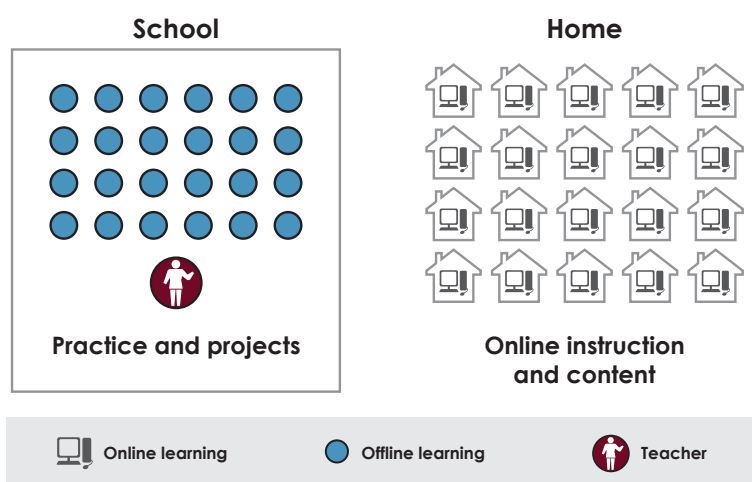 School
Home
Practice and projects
Online instruction
and content
Online learning
Offline learning
Teacher